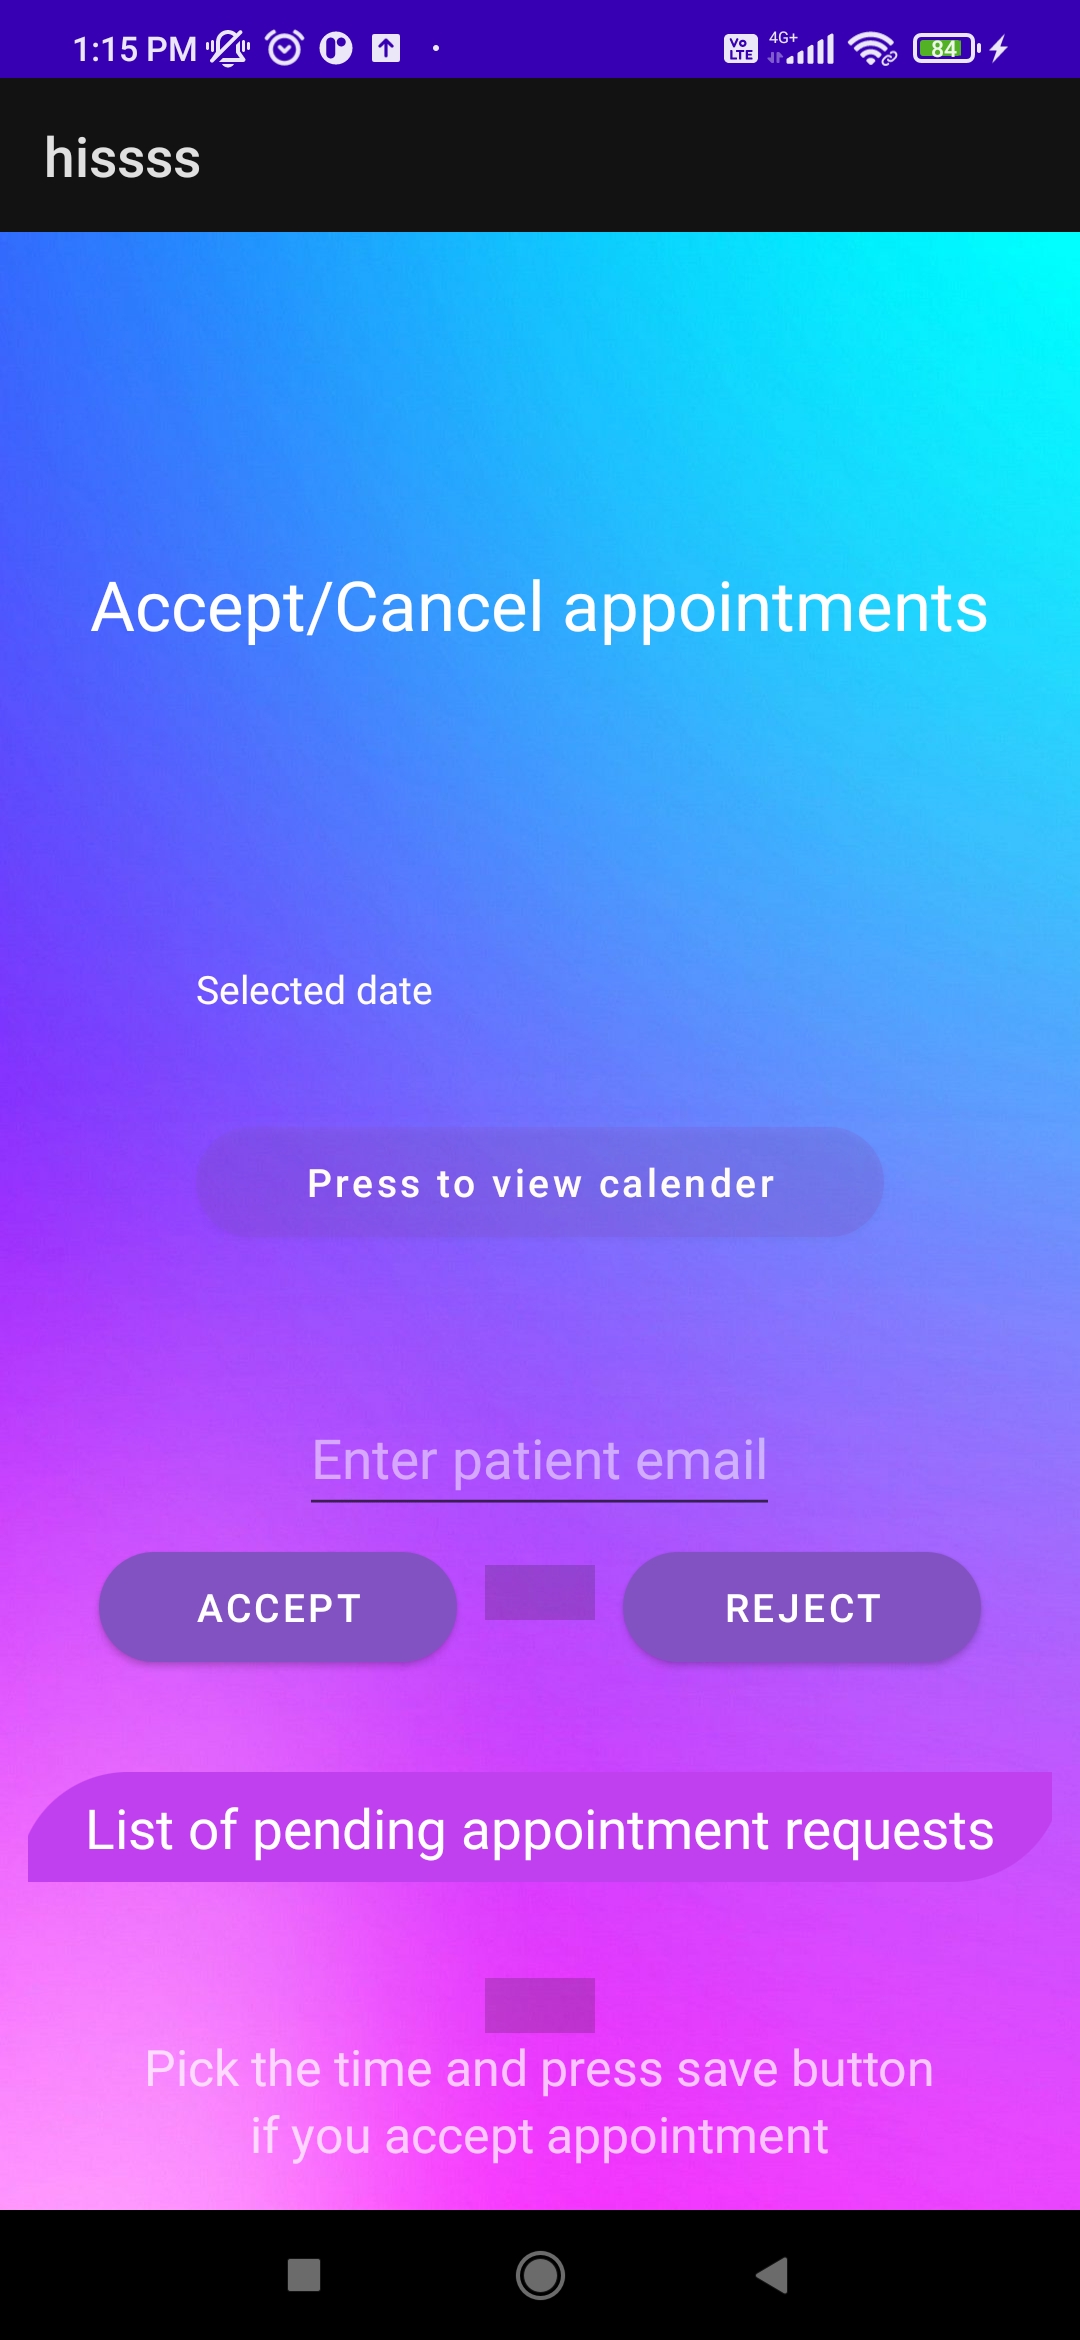 1:15 PM
Vo LTE 4G+ 84
hissss
Accept/Cancel appointments
Selected date
Press to view calender
Enter patient email
ACCEPT REJECT
List of pending appointment requests
Pick the time and press save button
if you accept appointment